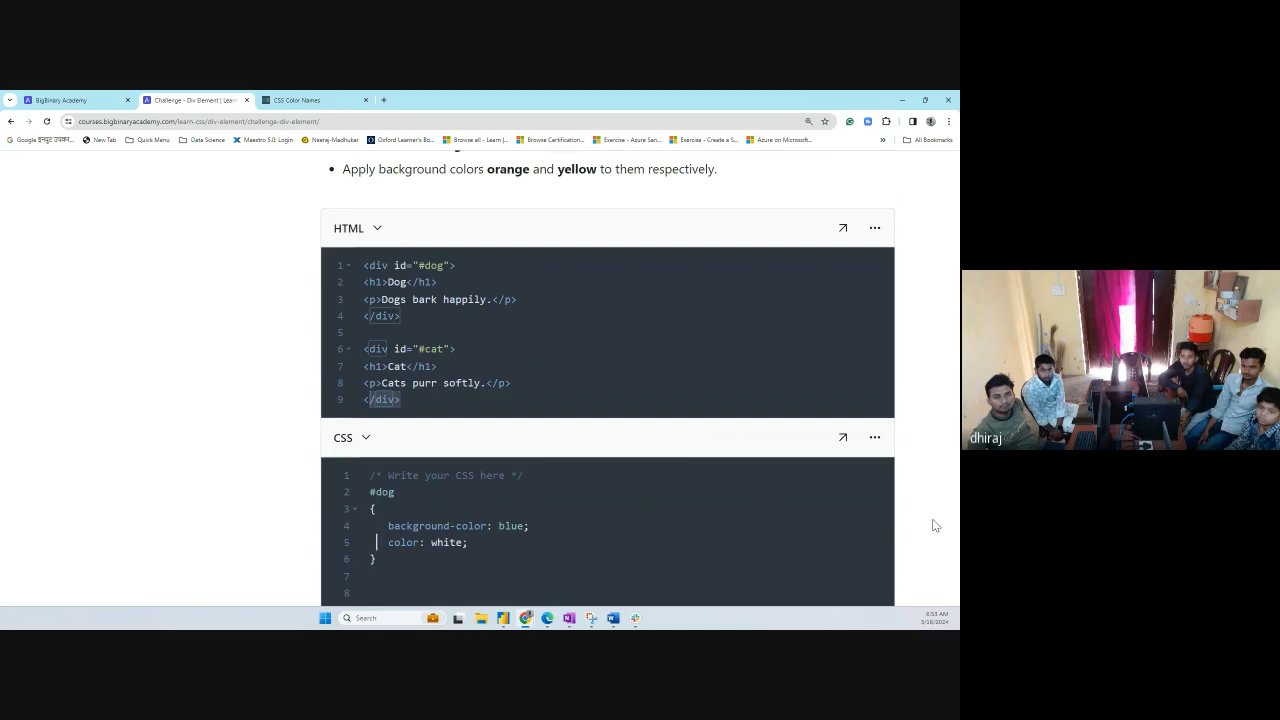 BigBinary Academy
Challenge - Div Element | Lear
CSS Color Names
courses.bigbinaryacademy.com/learn-css/div-element/challenge-div-element/
Google इनपुट उपकर...
New Tab
Quick Menu
Data Science
Maestro 5.0: Login
Neeraj-Madhukar
Oxford Learner's Bo...
Browse all - Learn |...
Browse Certification...
Exercise - Azure San...
Exercise - Create a S...
Azure on Microsoft...
»
All Bookmarks
• Apply background colors orange and yellow to them respectively.
HTML
1 <div id="#dog">
2 <h1>Dog</h1>
3 <p>Dogs bark happily.</p>
4 </div>
5
6 <div id="#cat">
7 <h1>Cat</h1>
8 <p>Cats purr softly.</p>
9 </div>
CSS
1 /* Write your CSS here */
2 #dog
3 {
4 background-color: blue;
5 color: white;
6 }
7
8
Search
6:53 AM
3/16/2024
dhiraj